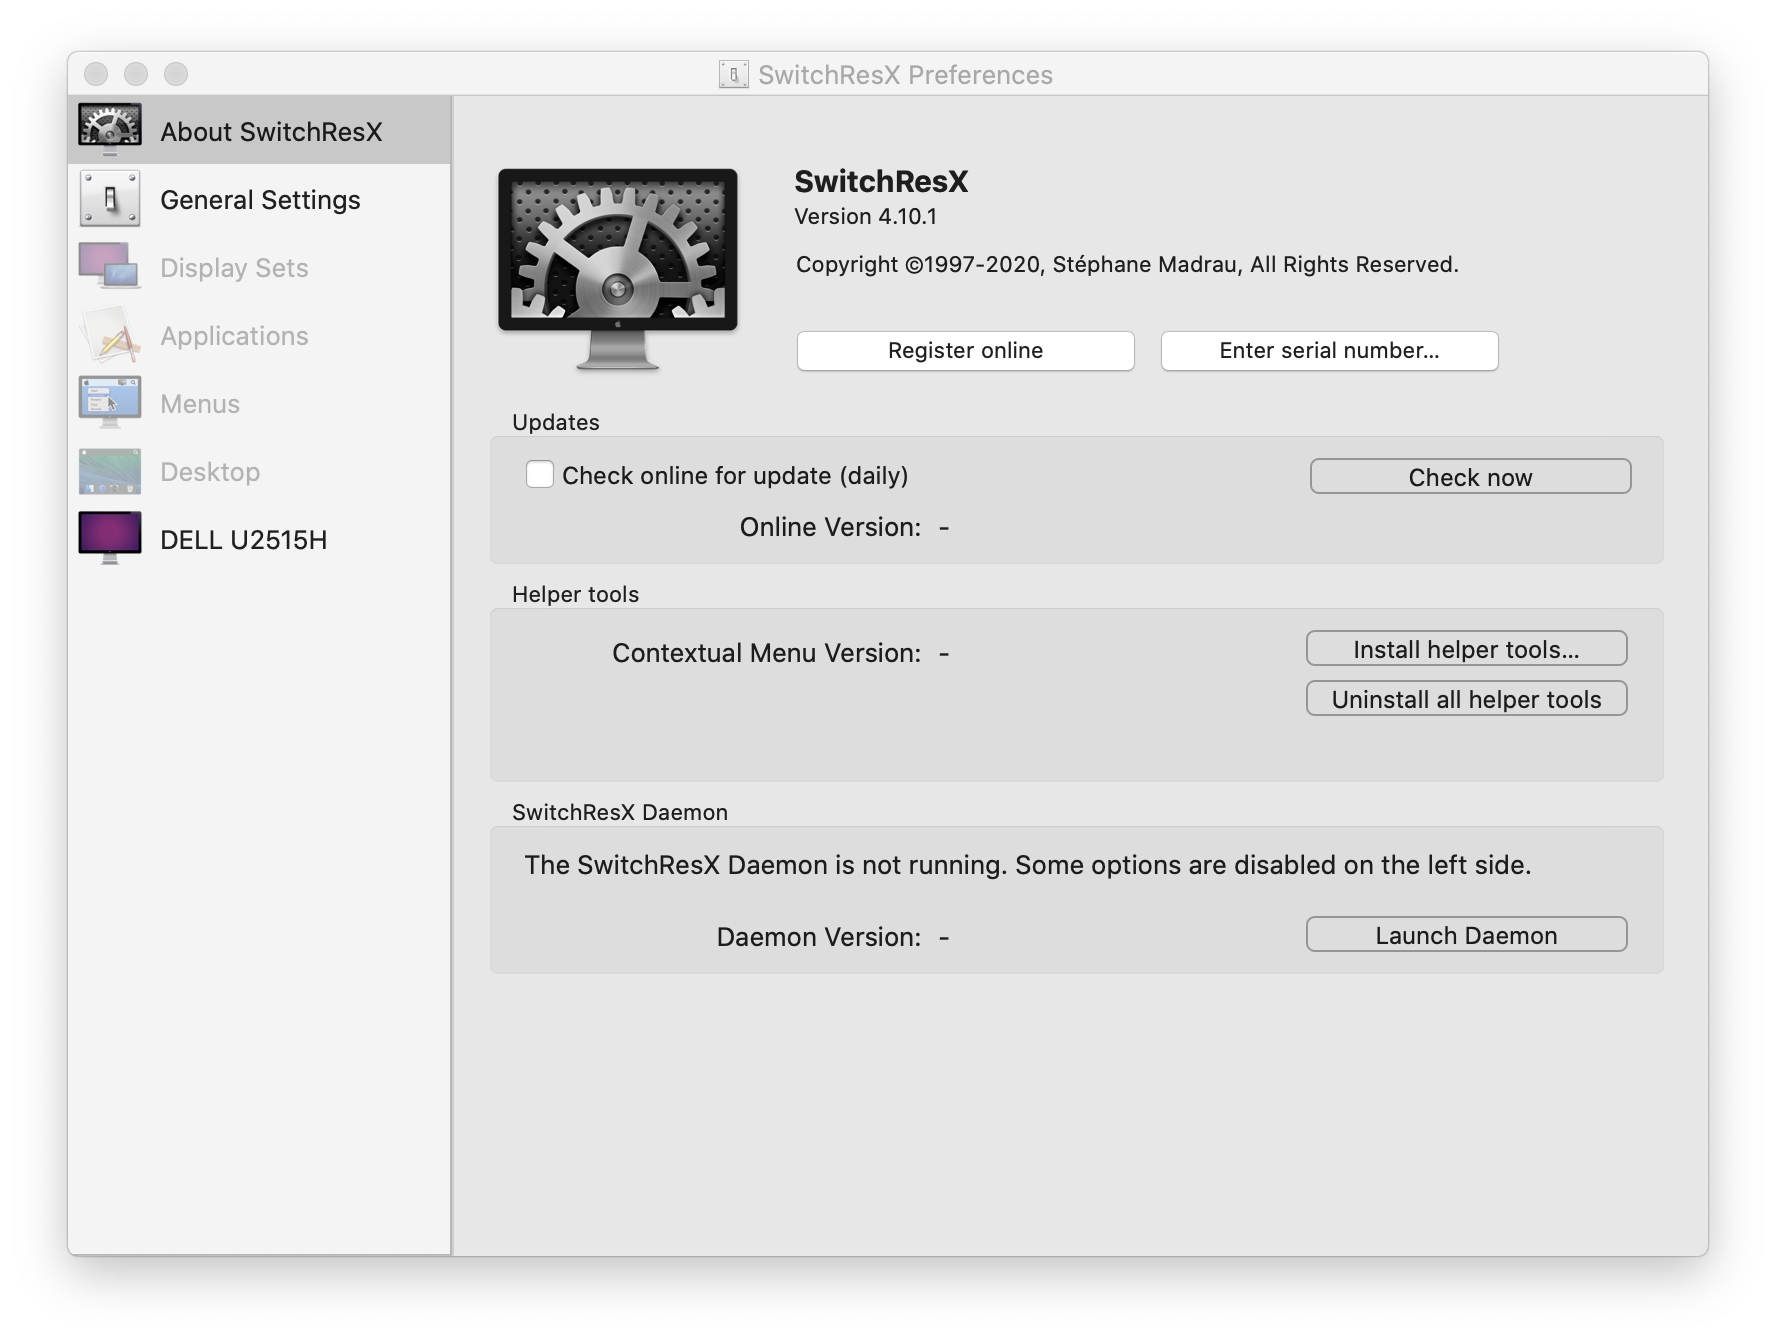 SwitchResX Preferences
About SwitchResX
General Settings
Display Sets
Applications
Menus
Desktop
DELL U2515H
SwitchResX
Version 4.10.1
Copyright ©1997-2020, Stéphane Madrau, All Rights Reserved.
Register online
Enter serial number...
Updates
Check online for update (daily)
Check now
Online Version: -
Helper tools
Contextual Menu Version: -
Install helper tools...
Uninstall all helper tools
SwitchResX Daemon
The SwitchResX Daemon is not running. Some options are disabled on the left side.
Daemon Version: -
Launch Daemon